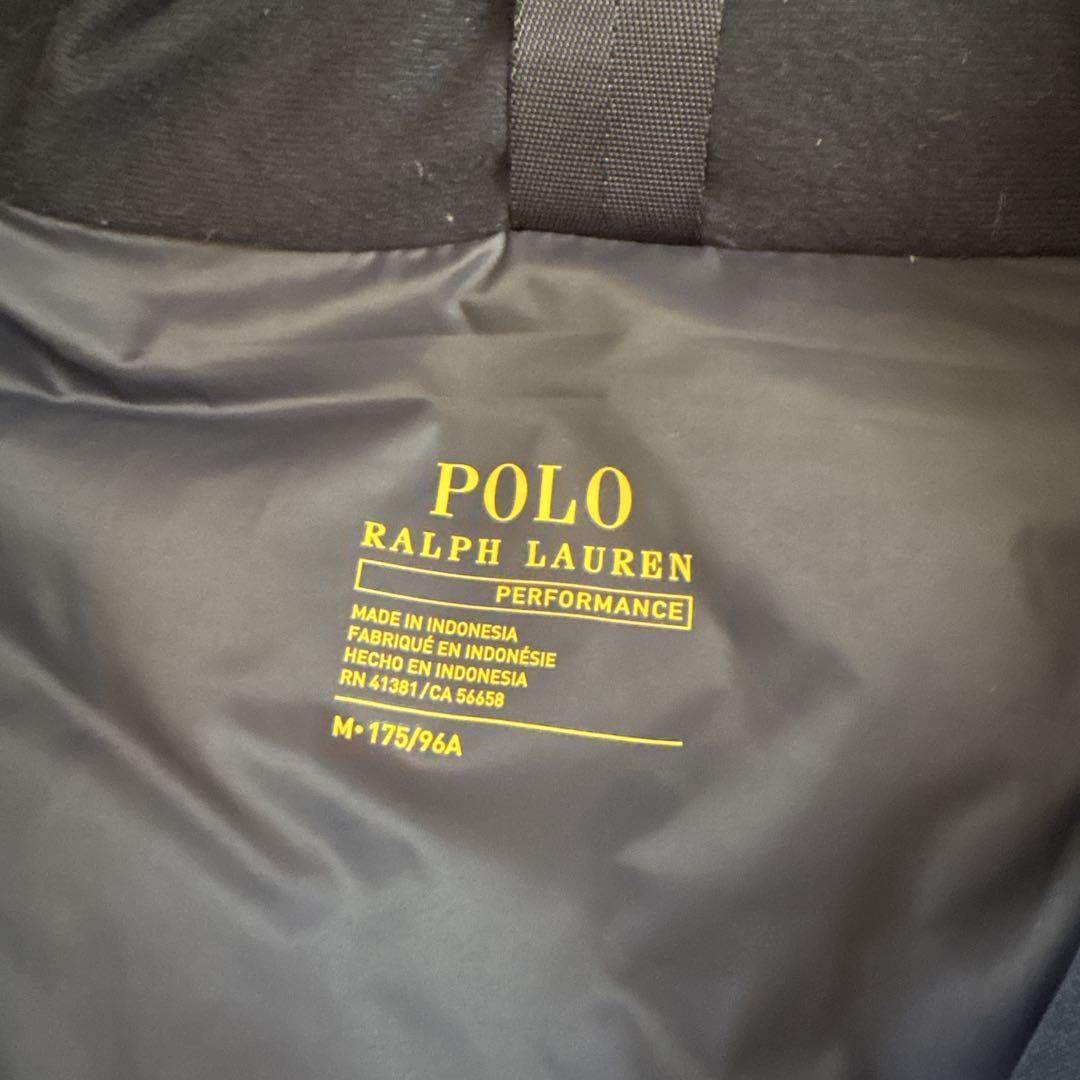 POLO
RALPH LAUREN
PERFORMANCE
MADE IN INDONESIA
FABRIQUÉ EN INDONÉSIE
HECHO EN INDONESIA
RN 41381/CA 56658
M• 175/96A